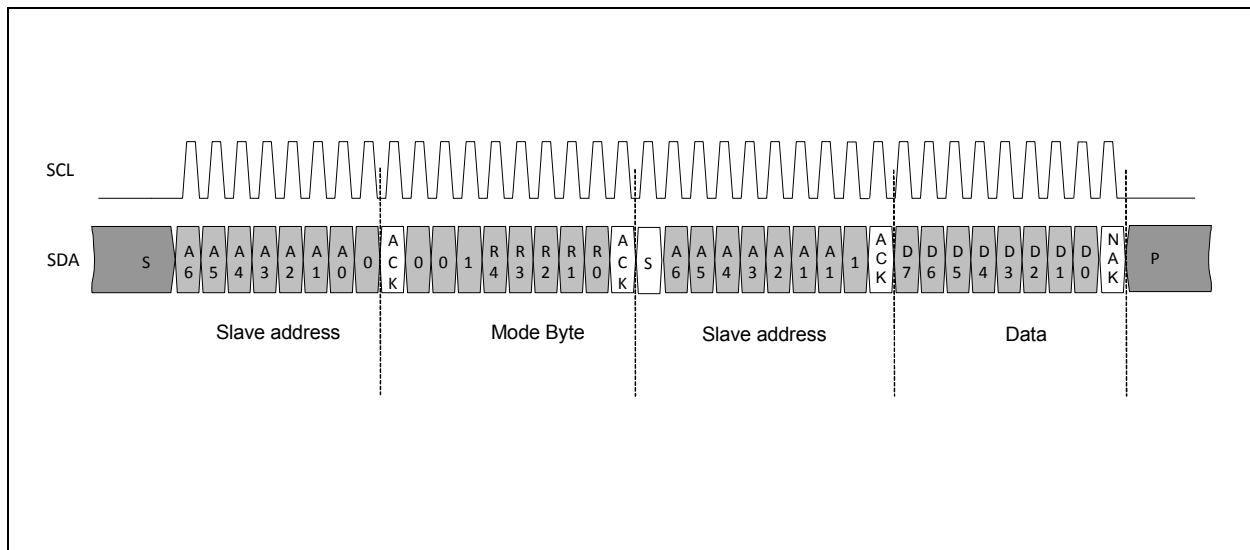 SCL
SDA S A6 A5 A4 A3 A2 A1 A0 0 ACK 0 0 1 R4 R3 R2 R1 R0 ACK S A6 A5 A4 A3 A2 A1 A1 1 ACK D7 D6 D5 D4 D3 D2 D1 D0 NAK P
Slave address Mode Byte Slave address Data